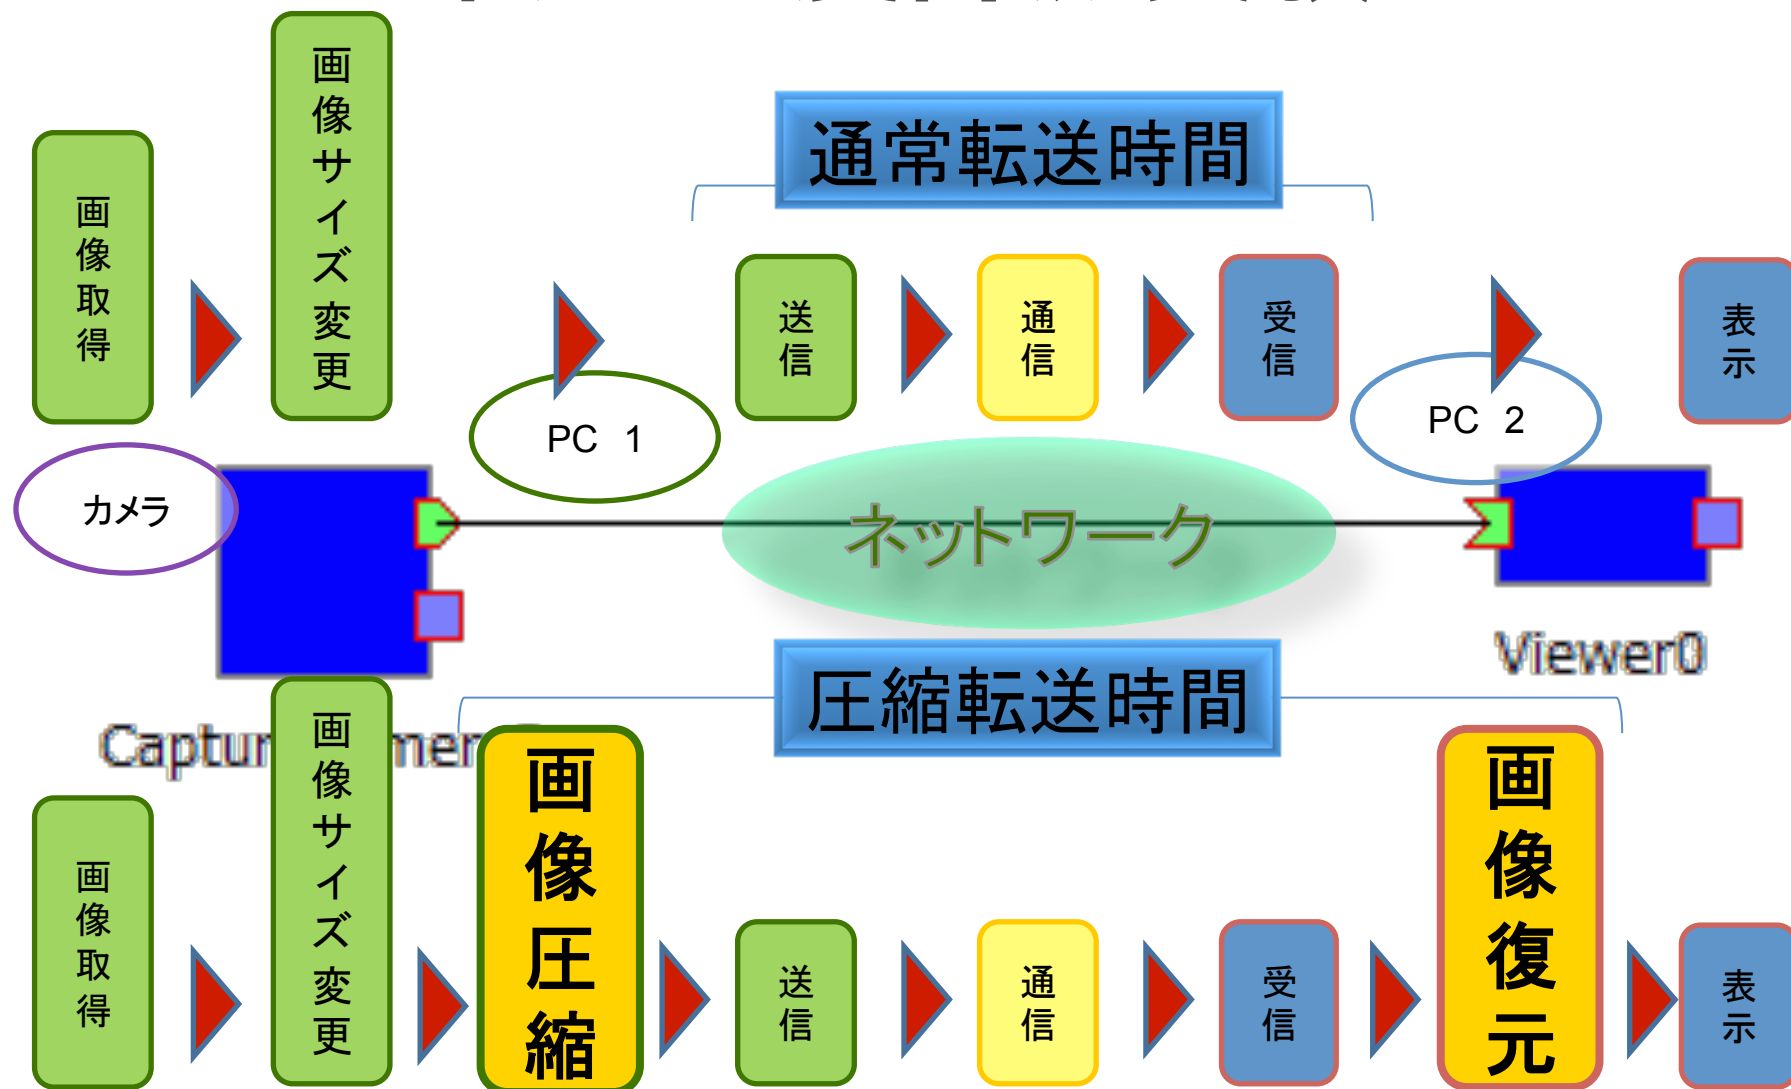 画像取得
画像サイズ変更
通常転送時間
送信
通信
受信
表示
カメラ
PC 1
ネットワーク
PC 2
Viewer0
圧縮転送時間
画像取得
画像サイズ変更
画像圧縮
送信
通信
受信
画像復元
表示